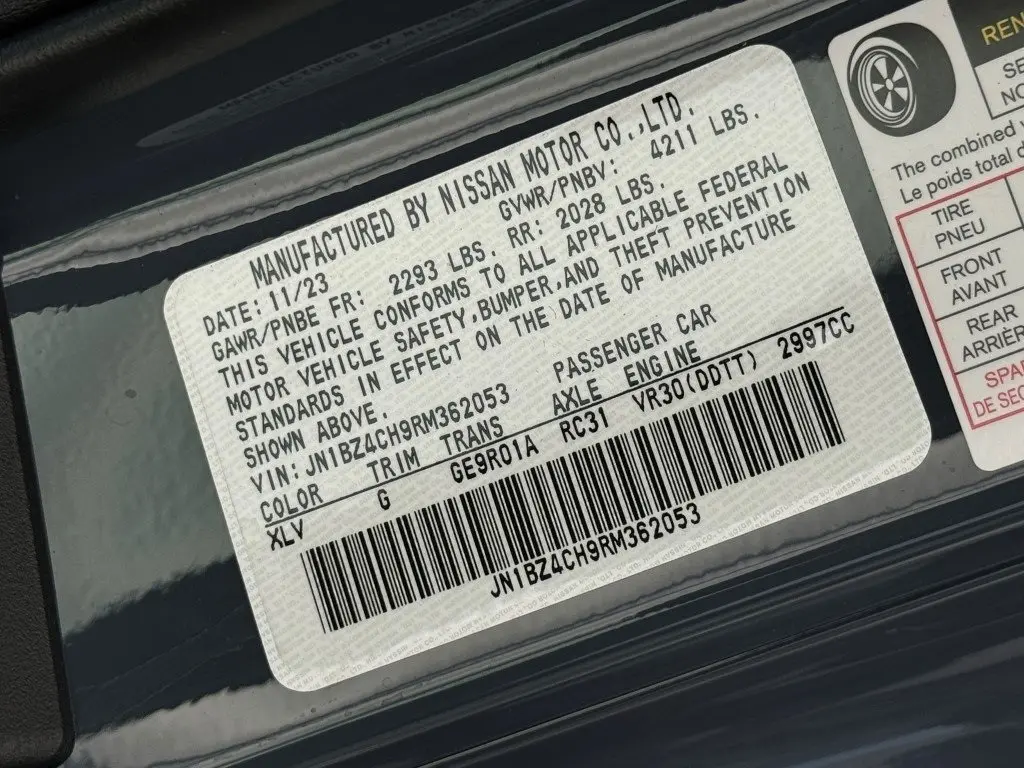 MANUFACTURED BY NISSAN MOTOR CO.,LTD.
DATE: 11/23 GVWR/PNBV: 4211 LBS.
GAWR/PNBE FR: 2293 LBS. RR: 2028 LBS.
THIS VEHICLE CONFORMS TO ALL APPLICABLE FEDERAL
MOTOR VEHICLE SAFETY,BUMPER,AND THEFT PREVENTION
STANDARDS IN EFFECT ON THE DATE OF MANUFACTURE
SHOWN ABOVE.
VIN: JN1BZ4CH9RM362053 PASSENGER CAR
COLOR TRIM TRANS AXLE ENGINE
XLV G GE9R01A RC31 VR30(DDTT) 2997CC
JN1BZ4CH9RM362053
The combined
Le poids total
TIRE
PNEU
FRONT
AVANT
REAR
ARRIÈR
SPA
DE SEC